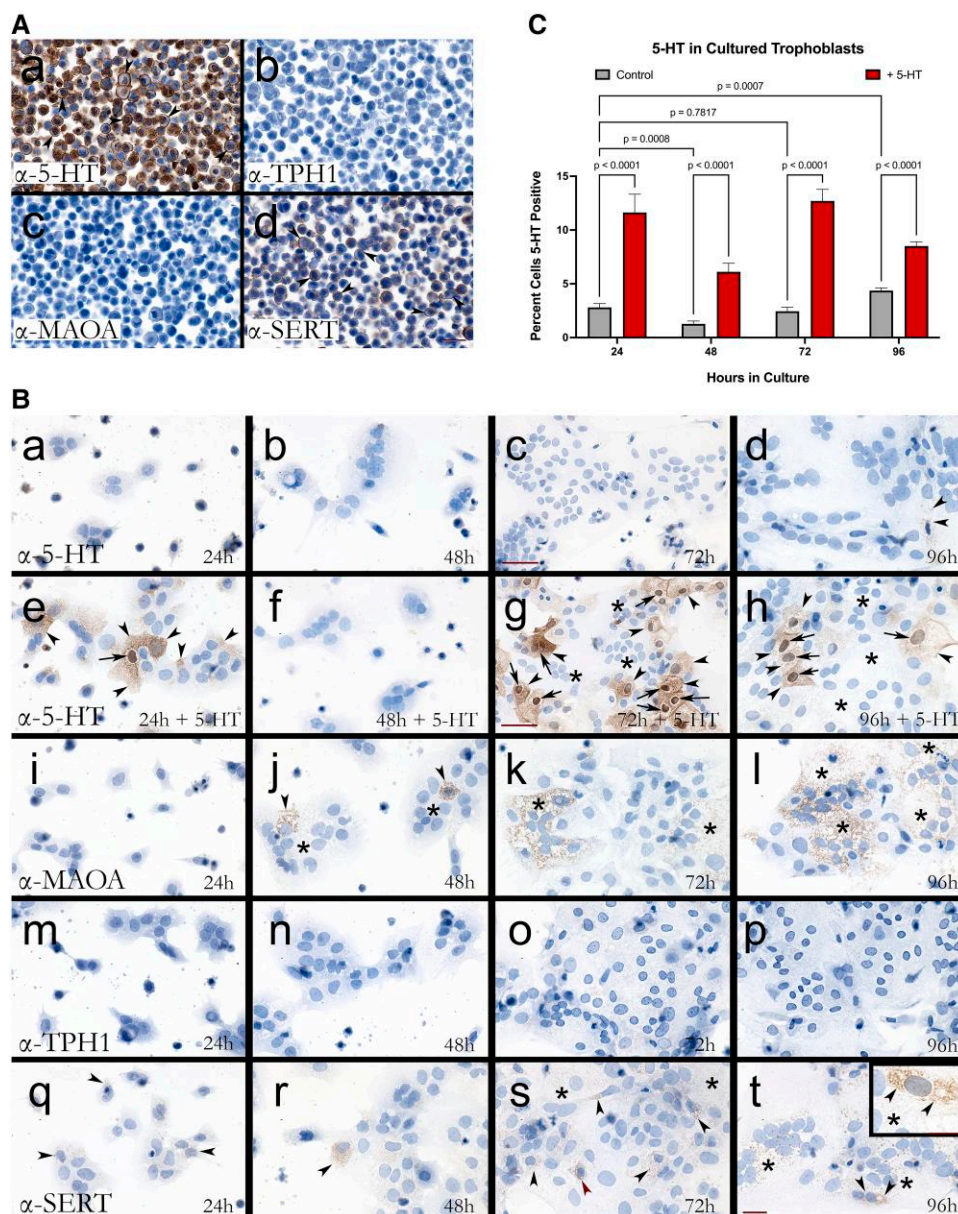 A
a
α-5-HT
b
α-TPH1
c
α-MAOA
d
α-SERT
C
5-HT in Cultured Trophoblasts
Control
+ 5-HT
p = 0.0007
p = 0.7817
p = 0.0008
p < 0.0001
p < 0.0001
p < 0.0001
p < 0.0001
Percent Cells 5-HT Positive
15
10
5
0
24
48
72
96
Hours in Culture
B
a
α-5-HT
24h
b
48h
c
72h
d
96h
e
α-5-HT
24h + 5-HT
f
48h + 5-HT
g
* * * *
72h + 5-HT
h
* * * *
96h + 5-HT
i
α-MAOA
24h
j
* *
48h
k
* *
72h
l
* * * *
96h
m
α-TPH1
24h
n
48h
o
72h
p
96h
q
α-SERT
24h
r
48h
s
* *
72h
t
* * *
96h